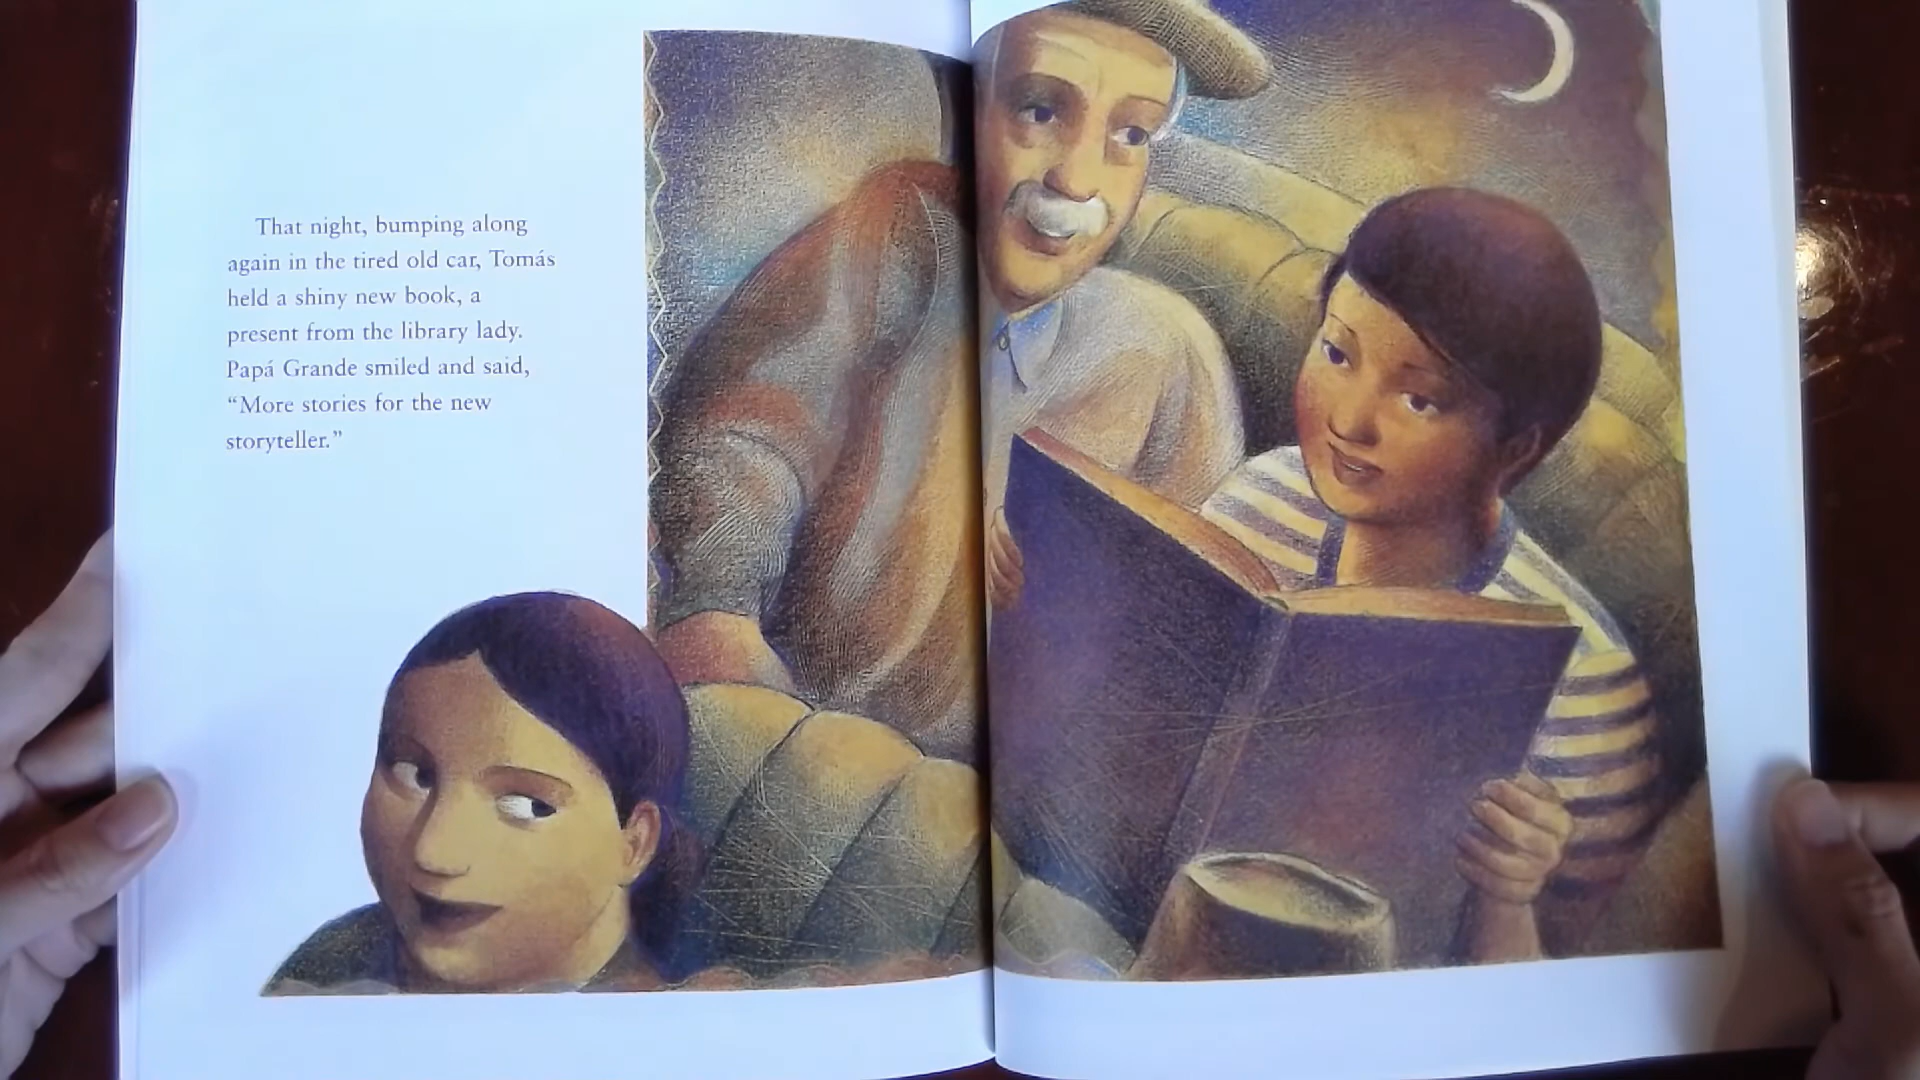 That night, bumping along
again in the tired old car, Tomás
held a shiny new book, a
present from the library lady.
Papá Grande smiled and said,
“More stories for the new
storyteller.”